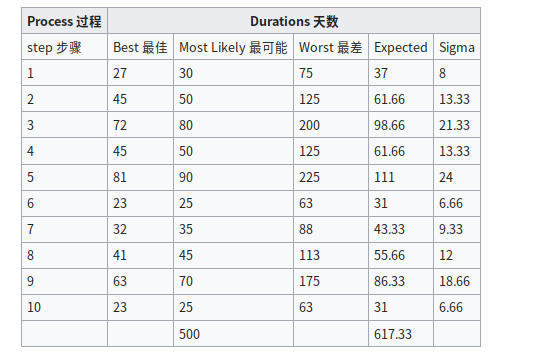 Process 过程 Durations 天数
step 步骤 Best 最佳 Most Likely 最可能 Worst 最差 Expected Sigma
1 27 30 75 37 8
2 45 50 125 61.66 13.33
3 72 80 200 98.66 21.33
4 45 50 125 61.66 13.33
5 81 90 225 111 24
6 23 25 63 31 6.66
7 32 35 88 43.33 9.33
8 41 45 113 55.66 12
9 63 70 175 86.33 18.66
10 23 25 63 31 6.66
500 617.33